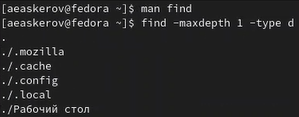 [aeaskerov@fedora ~]$ man find
[aeaskerov@fedora ~]$ find -maxdepth 1 -type d
.
./.mozilla
./.cache
./.config
./.local
./Рабочий стол